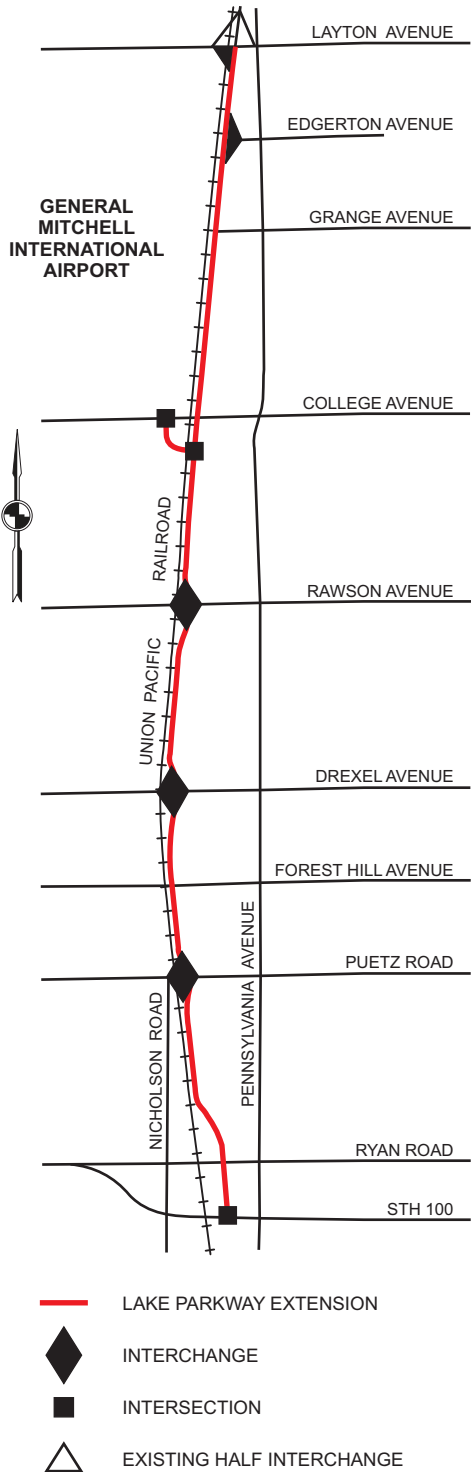 LAYTON AVENUE
EDGERTON AVENUE
GENERAL
MITCHELL
INTERNATIONAL
AIRPORT
GRANGE AVENUE
COLLEGE AVENUE
RAILROAD
RAWSON AVENUE
UNION PACIFIC
DREXEL AVENUE
FOREST HILL AVENUE
PENNSYLVANIA AVENUE
PUETZ ROAD
NICHOLSON ROAD
RYAN ROAD
STH 100
LAKE PARKWAY EXTENSION
INTERCHANGE
INTERSECTION
EXISTING HALF INTERCHANGE